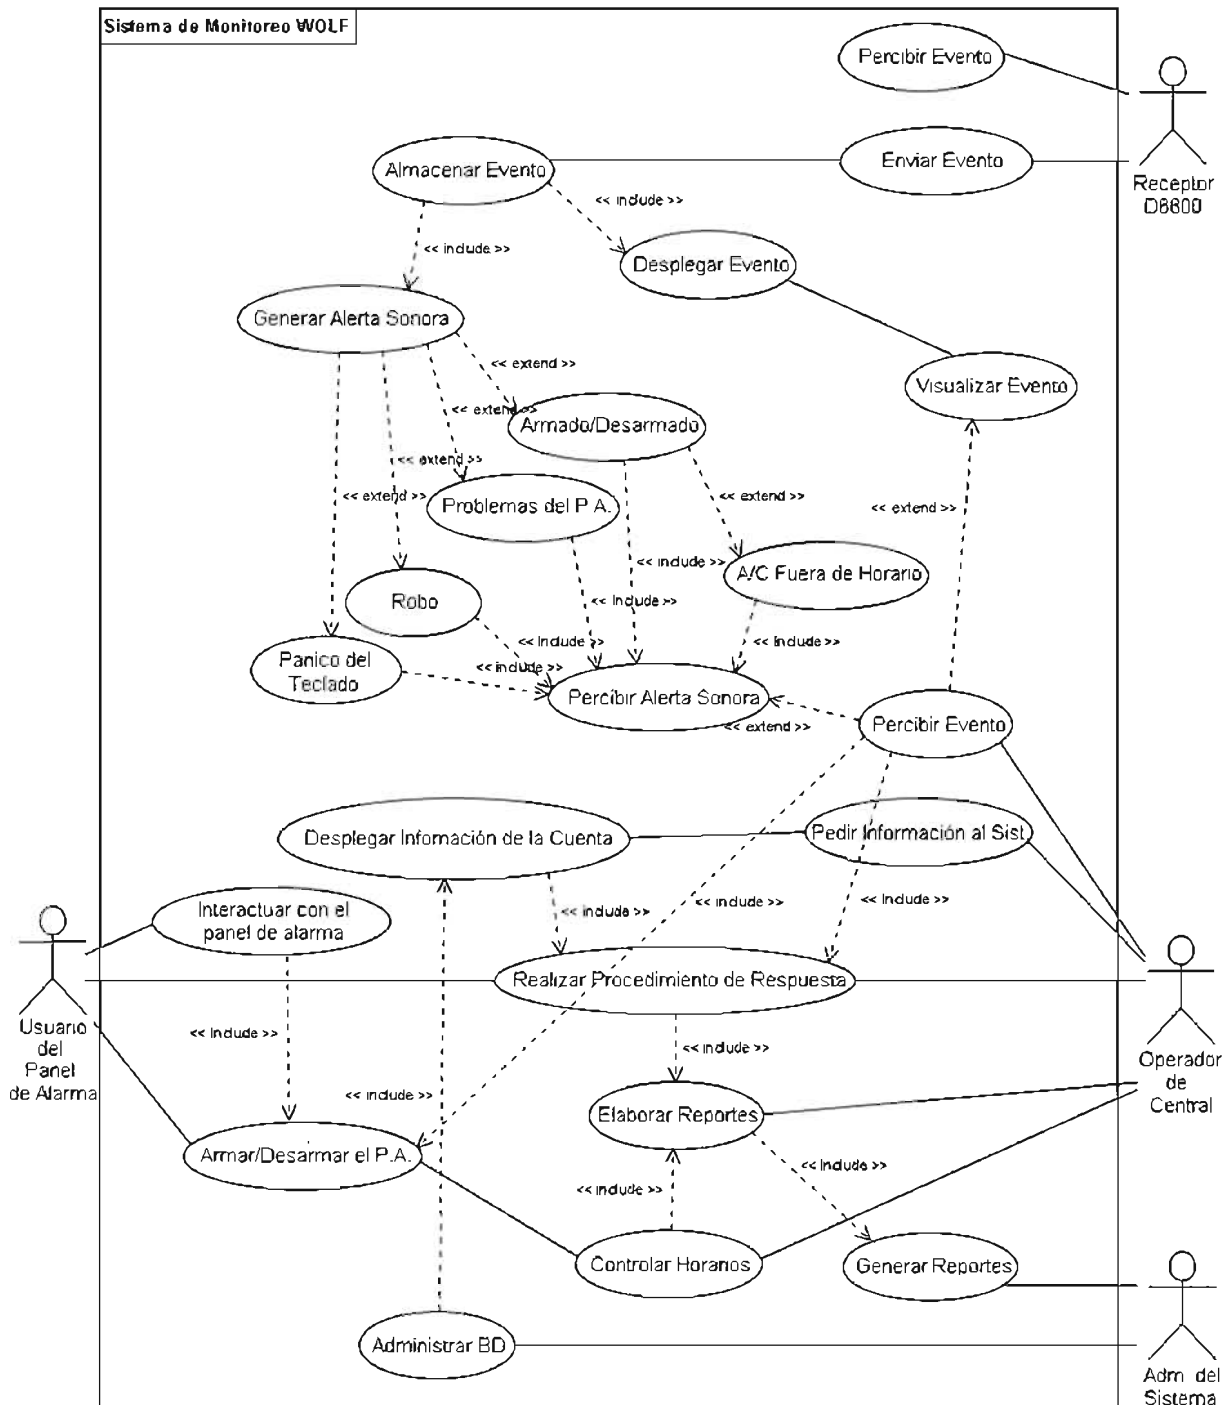 Sistema de Monitoreo WOLF
Percibir Evento
Almacenar Evento
Enviar Evento
Receptor
D6600
<< include >>
<< include >>
Desplegar Evento
Generar Alerta Sonora
<< extend >>
Visualizar Evento
<< extend >>
Armado/Desarmado
<< extend >>
<< extend >>
Problemas del P.A.
<< extend >>
<< extend >>
<< include >>
A/C Fuera de Horario
Robo
<< include >>
<< include >>
<< include >>
Panico del
Teclado
<< include >>
Percibir Alerta Sonora
<< extend >>
Percibir Evento
Desplegar Infomación de la Cuenta
Pedir Información al Sist.
Interactuar con el
panel de alarma
<< include >>
<< include >>
<< include >>
Realizar Procedimiento de Respuesta
Usuario
del
Panel
de Alarma
<< include >>
<< include >>
Operador
de
Central
<< include >>
Elaborar Reportes
Armar/Desarmar el P.A.
<< include >>
<< include >>
Controlar Horarios
Generar Reportes
Administrar BD
Adm. del
Sistema